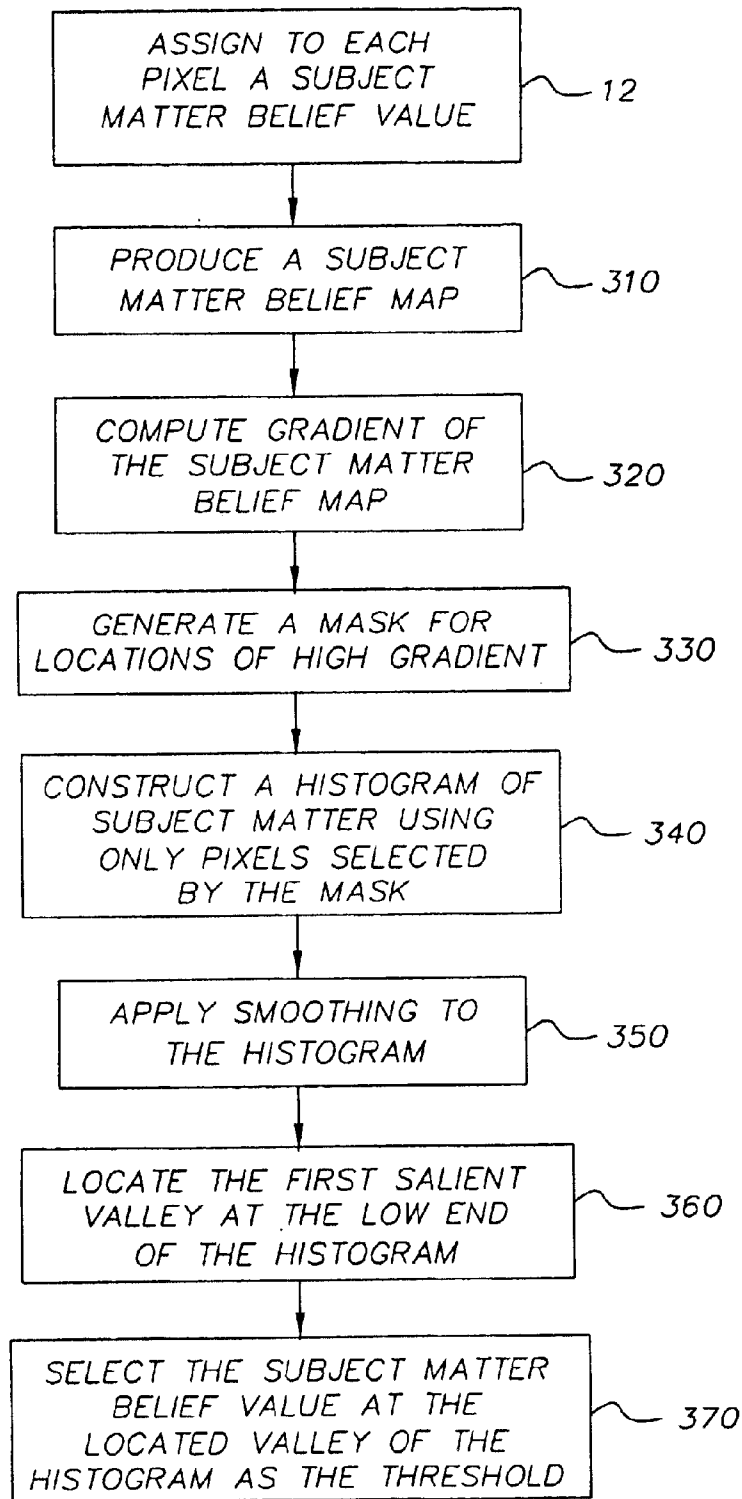 ASSIGN TO EACH
PIXEL A SUBJECT
MATTER BELIEF VALUE
12
PRODUCE A SUBJECT
MATTER BELIEF MAP
310
COMPUTE GRADIENT OF
THE SUBJECT MATTER
BELIEF MAP
320
GENERATE A MASK FOR
LOCATIONS OF HIGH GRADIENT
330
CONSTRUCT A HISTOGRAM OF
SUBJECT MATTER USING
ONLY PIXELS SELECTED
BY THE MASK
340
APPLY SMOOTHING TO
THE HISTOGRAM
350
LOCATE THE FIRST SALIENT
VALLEY AT THE LOW END
OF THE HISTOGRAM
360
SELECT THE SUBJECT MATTER
BELIEF VALUE AT THE
LOCATED VALLEY OF THE
HISTOGRAM AS THE THRESHOLD
370